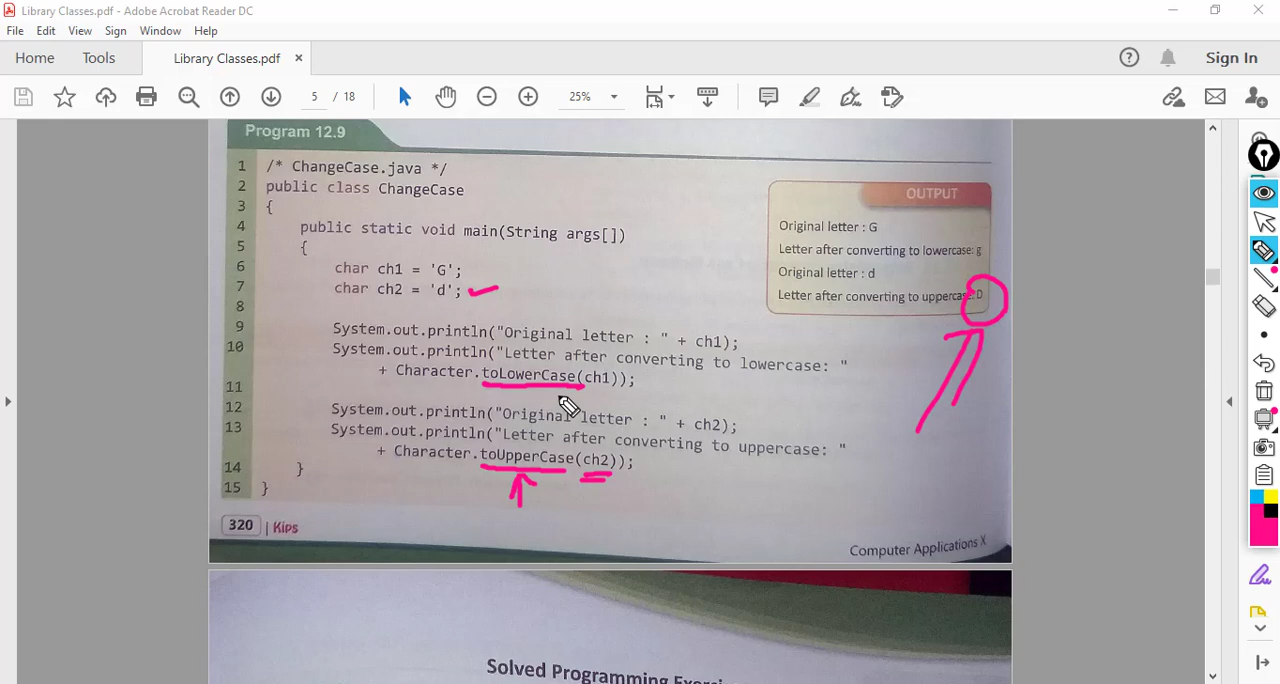 Library Classes.pdf - Adobe Acrobat Reader DC
File Edit View Sign Window Help
Home Tools Library Classes.pdf × Sign In
5 / 18 25%
Program 12.9
1 /* ChangeCase.java */
2 public class ChangeCase
3 {
4 public static void main(String args[])
5 {
6 char ch1 = 'G';
7 char ch2 = 'd';
8
9 System.out.println("Original letter : " + ch1);
10 System.out.println("Letter after converting to lowercase: "
+ Character.toLowerCase(ch1));
11
12 System.out.println("Original letter : " + ch2);
13 System.out.println("Letter after converting to uppercase: "
+ Character.toUpperCase(ch2));
14 }
15 }
OUTPUT
Original letter : G
Letter after converting to lowercase: g
Original letter : d
Letter after converting to uppercase: D
320 | Kips
Computer Applications X
Solved Programming